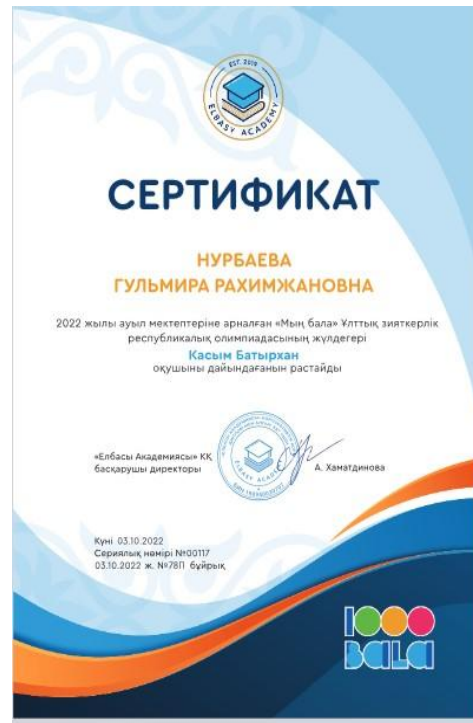 EST. 2019
ELBASY ACADEMY
СЕРТИФИКАТ
НУРБАЕВА
ГУЛЬМИРА РАХИМЖАНОВНА
2022 жылы ауыл мектептеріне арналған «Мың бала» Ұлттық зияткерлік
республикалық олимпиадасының жүлдегері
Касым Батырхан
оқушыны дайындағанын растайды
«Елбасы Академиясы» КҚ
басқарушы директоры
ELBASY ACADEMY
А. Хаматдинова
Күні 03.10.2022
Сериялық нөмірі №00117
03.10.2022 ж. №78П бұйрық
1000
BALA